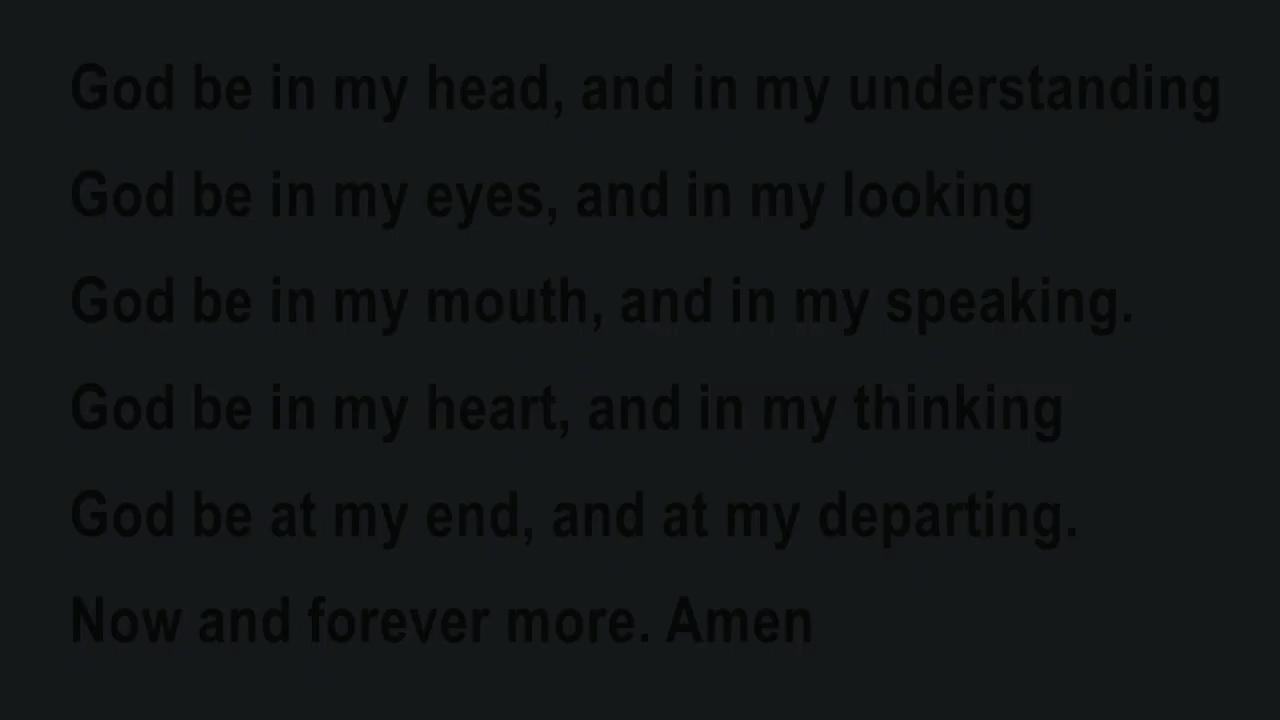 God be in my head, and in my understanding
God be in my eyes, and in my looking
God be in my mouth, and in my speaking.
God be in my heart, and in my thinking
God be at my end, and at my departing.
Now and forever more. Amen